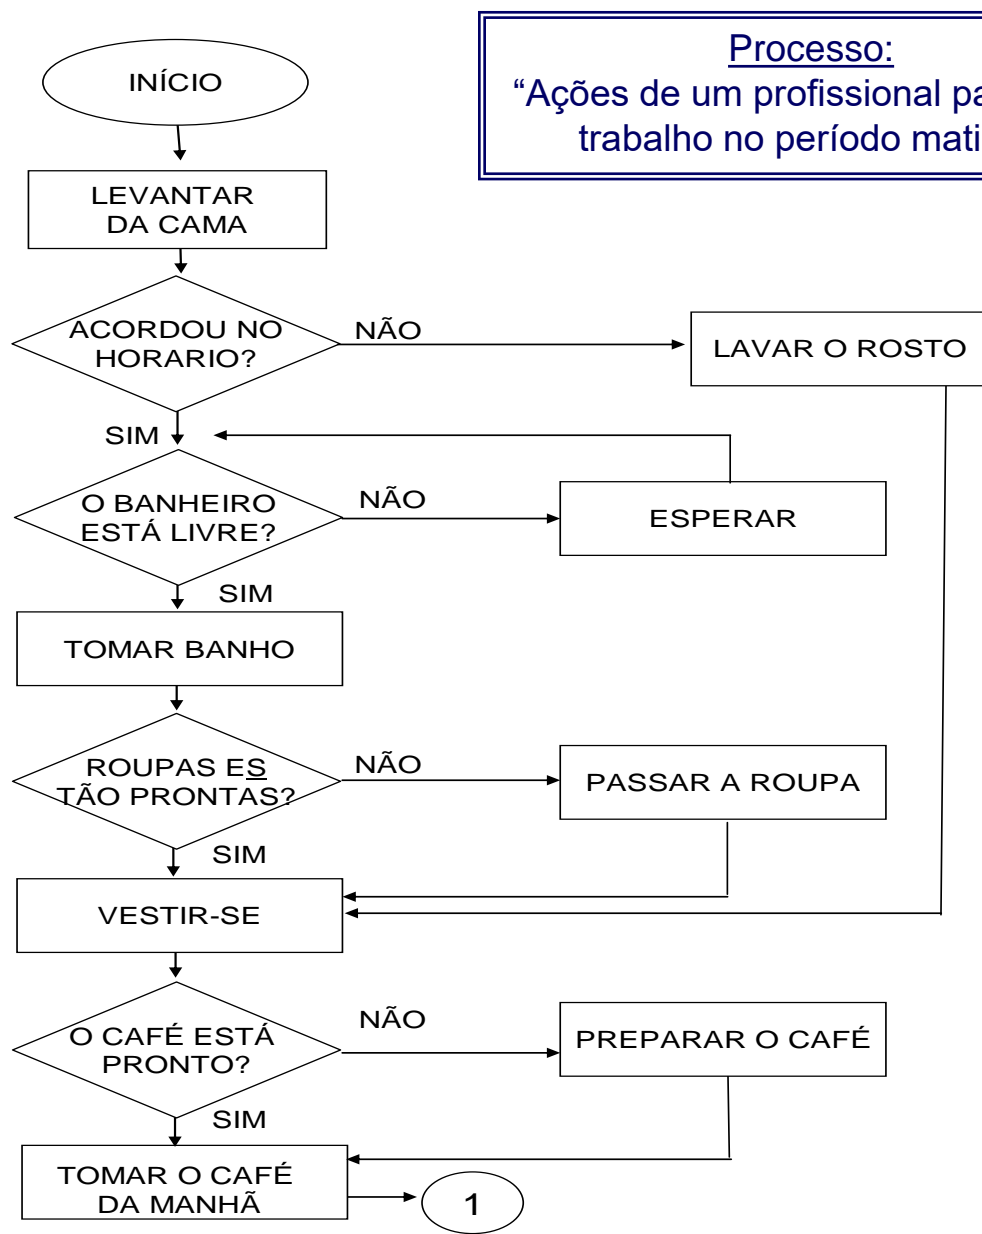 INÍCIO
Processo:
“Ações de um profissional
trabalho no período
LEVANTAR
DA CAMA
ACORDOU NO
HORARIO?
NÃO
LAVAR O ROSTO
SIM
O BANHEIRO
ESTÁ LIVRE?
NÃO
ESPERAR
SIM
TOMAR BANHO
ROUPAS ES
TÃO PRONTAS?
NÃO
PASSAR A ROUPA
SIM
VESTIR-SE
O CAFÉ ESTÁ
PRONTO?
NÃO
PREPARAR O CAFÉ
SIM
TOMAR O CAFÉ
DA MANHÃ
1